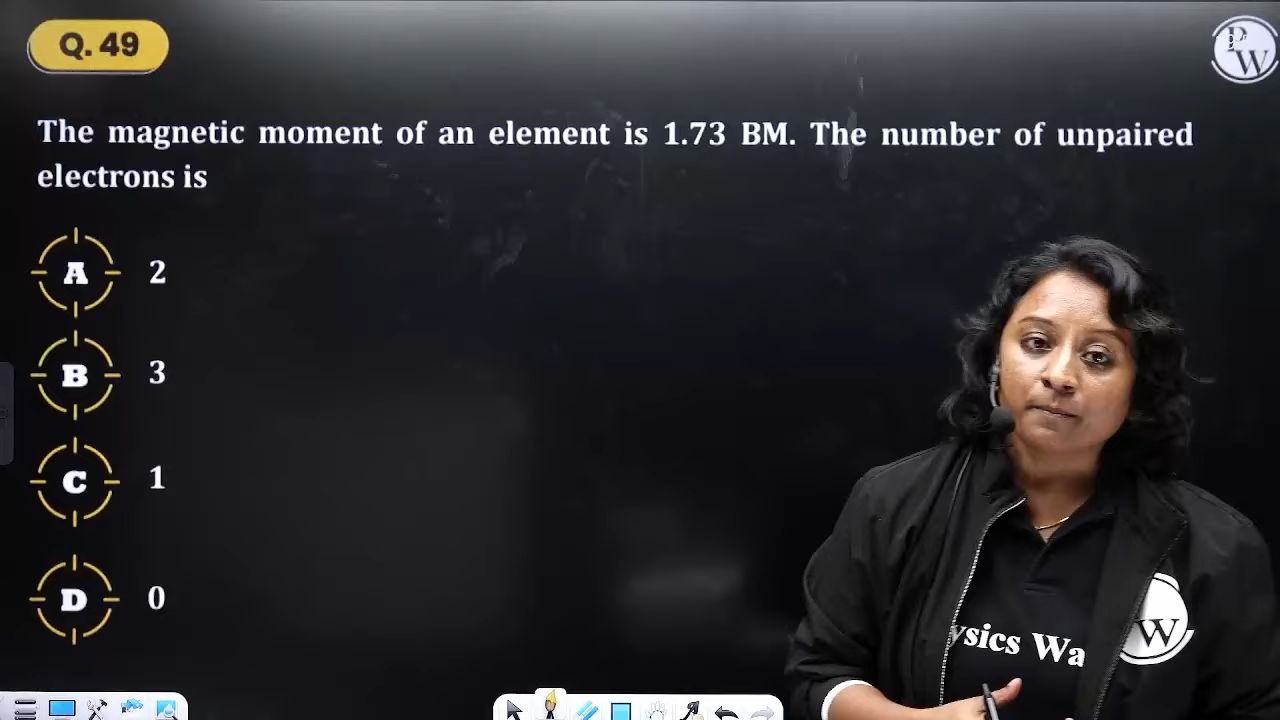 Q. 49
P
W
The magnetic moment of an element is 1.73 BM. The number of unpaired
electrons is
A 2
B 3
C 1
D 0
ysics Wa
W